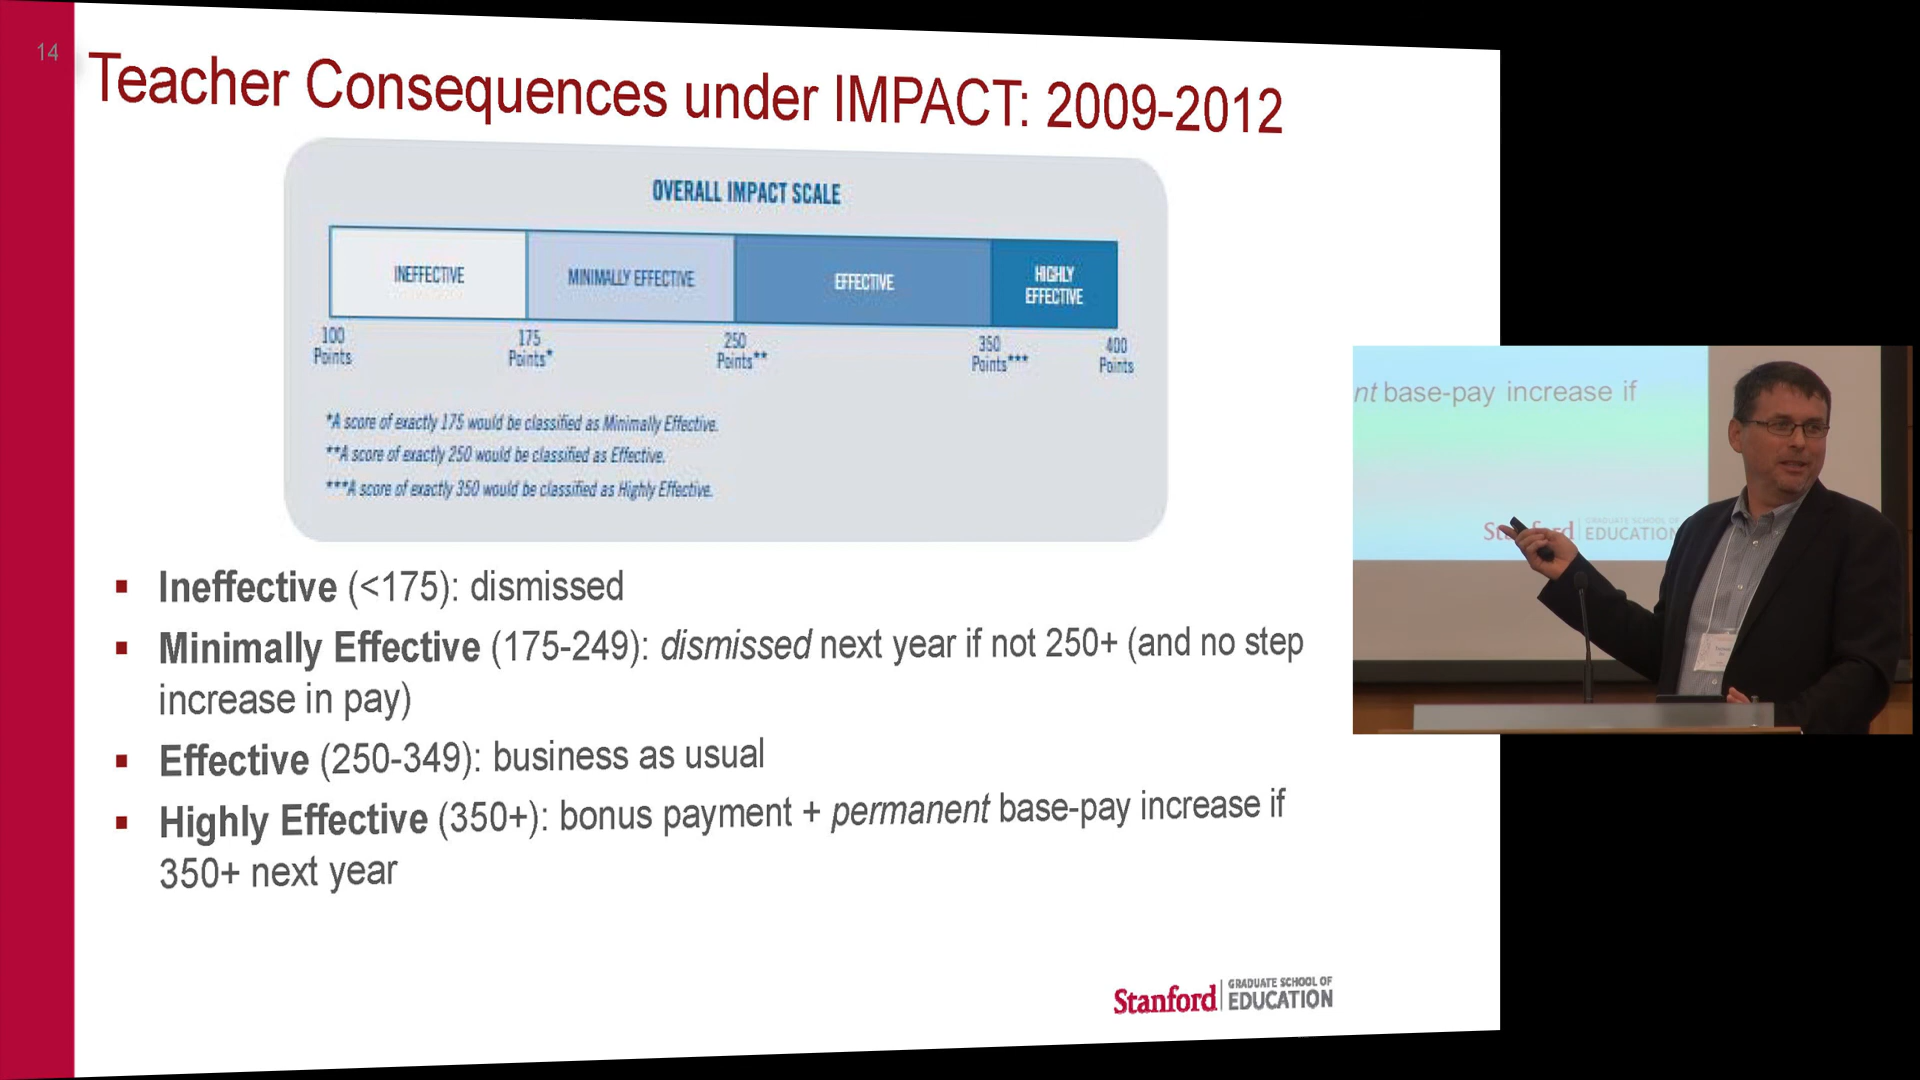 14
Teacher Consequences under IMPACT: 2009-2012
OVERALL IMPACT SCALE
INEFFECTIVE
MINIMALLY EFFECTIVE
EFFECTIVE
HIGHLY
EFFECTIVE
100
Points
175
Points*
250
Points**
350
Points***
400
Points
*A score of exactly 175 would be classified as Minimally Effective.
**A score of exactly 250 would be classified as Effective.
***A score of exactly 350 would be classified as Highly Effective.
▪ Ineffective (<175): dismissed
▪ Minimally Effective (175-249): dismissed next year if not 250+ (and no step
increase in pay)
▪ Effective (250-349): business as usual
▪ Highly Effective (350+): bonus payment + permanent base-pay increase if
350+ next year
Stanford
GRADUATE SCHOOL OF
EDUCATION
nt base-pay increase if
GRADUATE SCHOOL OF
EDUCATION